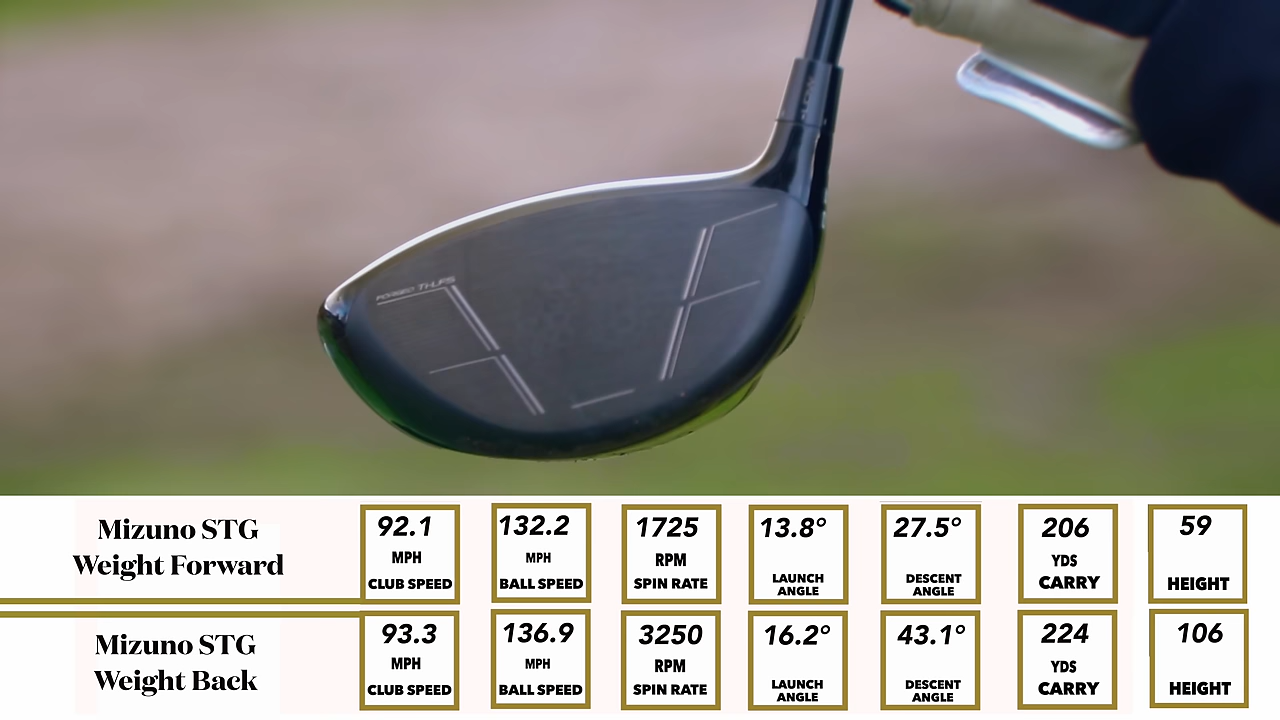 FORGED THUPS
Mizuno STG
Weight Forward
92.1
MPH
CLUB SPEED
132.2
MPH
BALL SPEED
1725
RPM
SPIN RATE
13.8°
LAUNCH
ANGLE
27.5°
DESCENT
ANGLE
206
YDS
CARRY
59
HEIGHT
Mizuno STG
Weight Back
93.3
MPH
CLUB SPEED
136.9
MPH
BALL SPEED
3250
RPM
SPIN RATE
16.2°
LAUNCH
ANGLE
43.1°
DESCENT
ANGLE
224
YDS
CARRY
106
HEIGHT